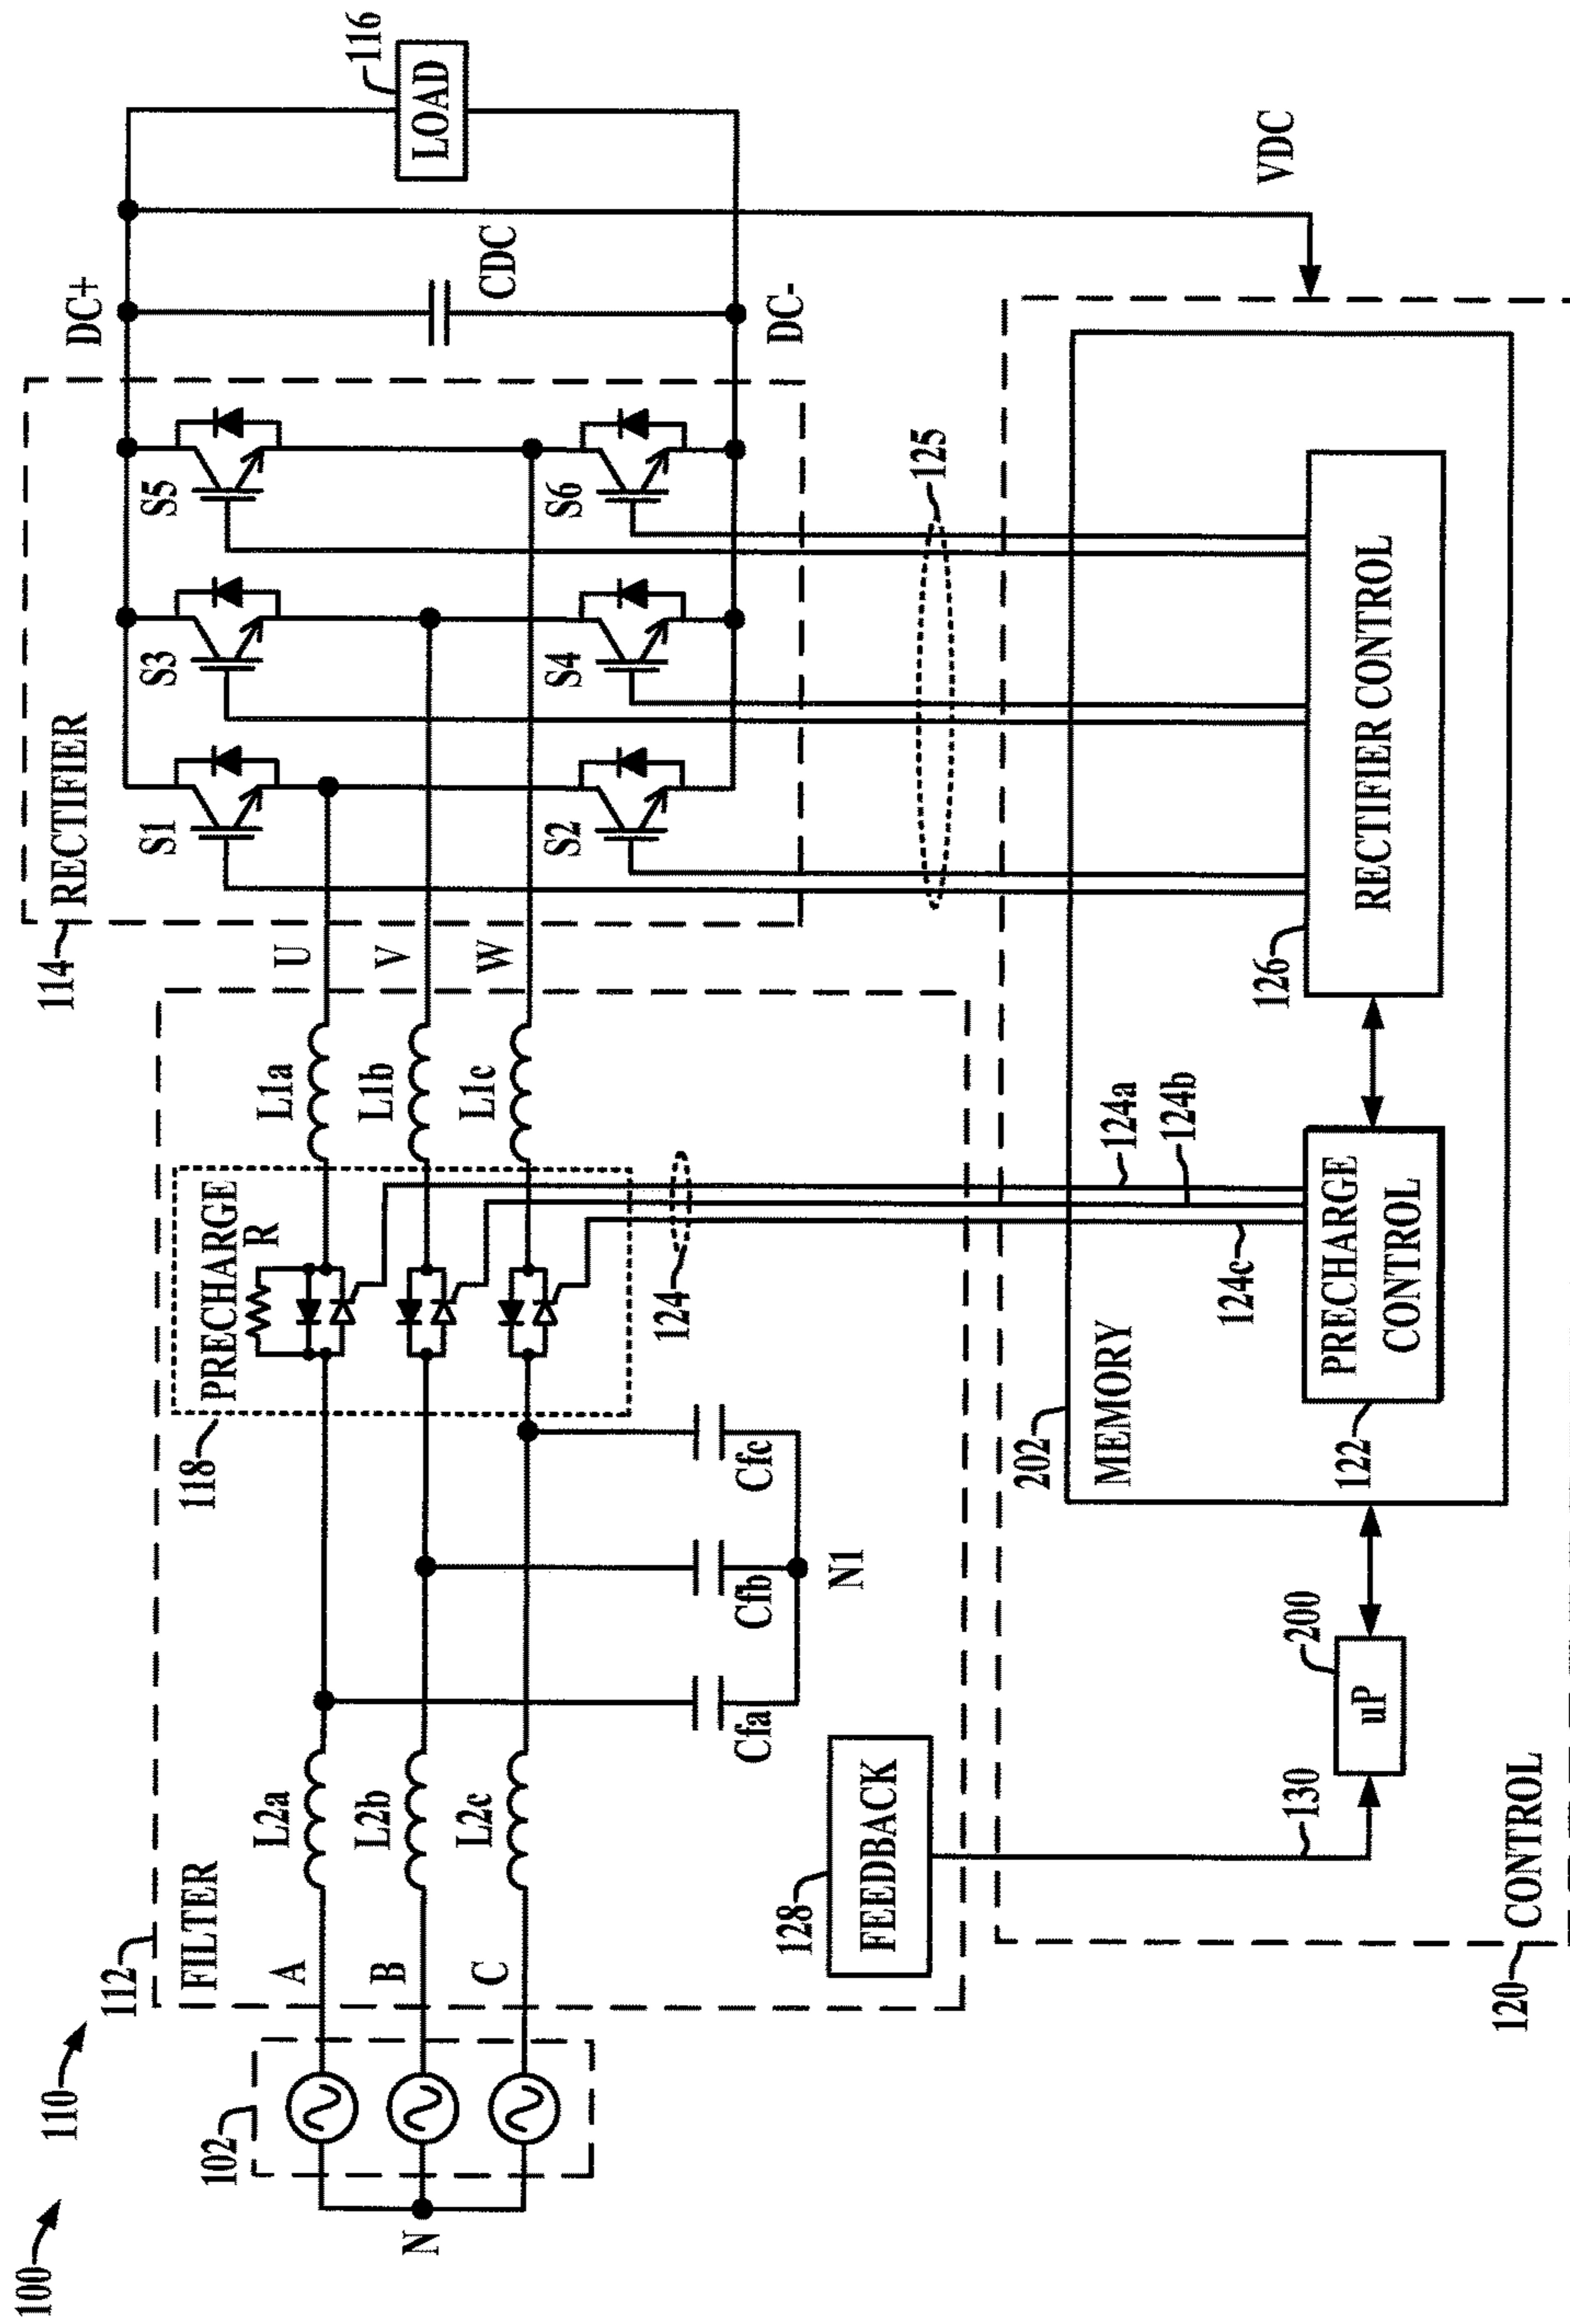 100
110
102
N
112
FILTER
A
B
C
L2a
L2b
L2c
Cfa
Cfb
Cfc
N1
118
PRECHARGE
R
L1a
L1b
L1c
124
U
V
W
114
RECTIFIER
S1
S3
S5
S2
S4
S6
DC+
DC-
CDC
116
LOAD
VDC
125
128
FEEDBACK
130
120
CONTROL
200
uP
202
MEMORY
122
PRECHARGE
CONTROL
124a
124b
124c
126
RECTIFIER CONTROL